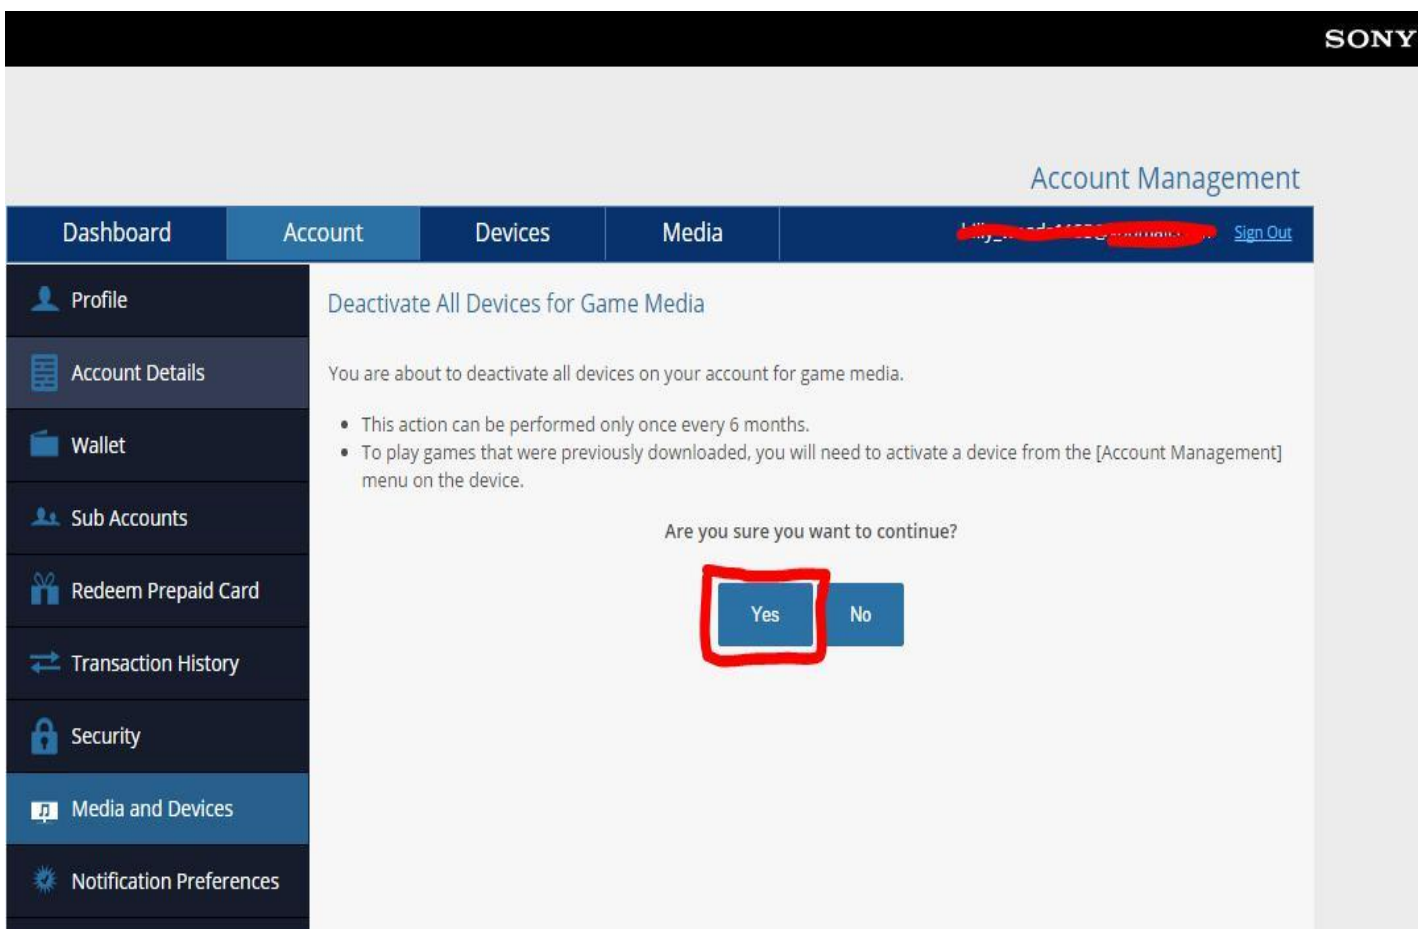 SONY
Account Management
Dashboard Account Devices Media Sign Out
Profile
Account Details
Wallet
Sub Accounts
Redeem Prepaid Card
Transaction History
Security
Media and Devices
Notification Preferences
Deactivate All Devices for Game Media
You are about to deactivate all devices on your account for game media.
• This action can be performed only once every 6 months.
• To play games that were previously downloaded, you will need to activate a device from the [Account Management]
menu on the device.
Are you sure you want to continue?
Yes No